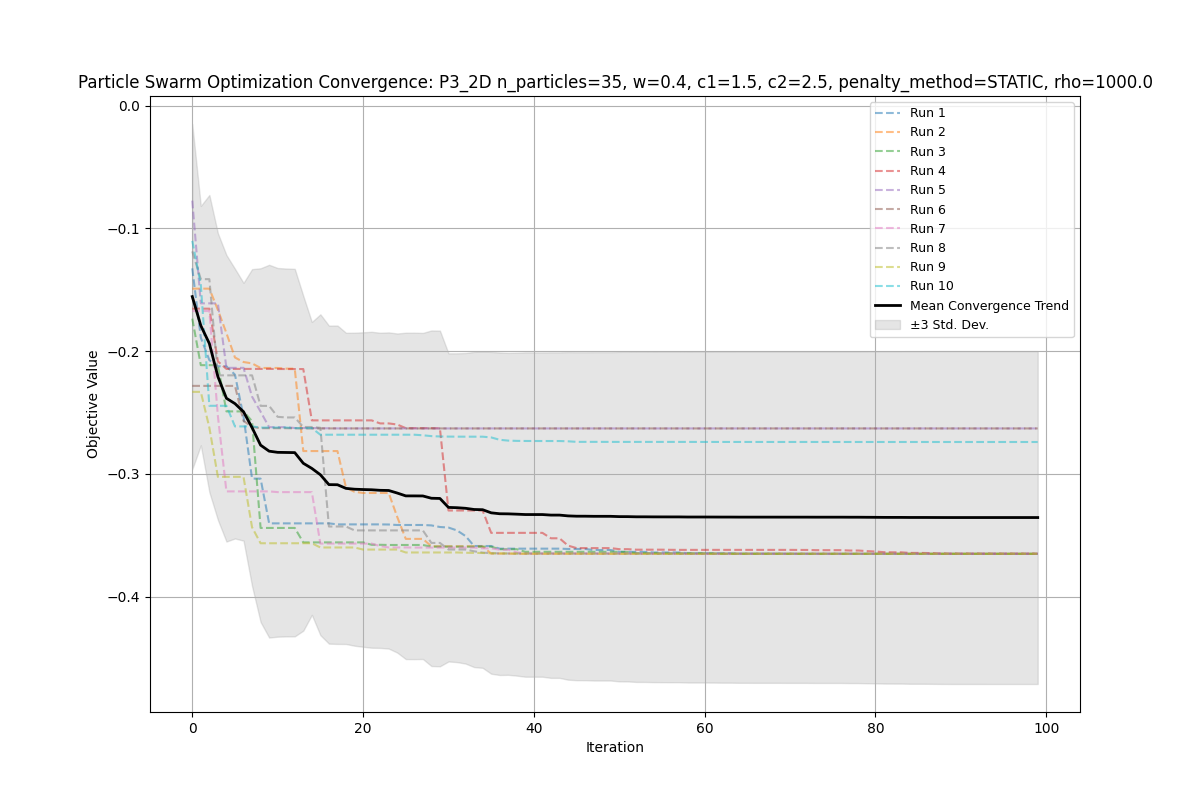 Particle Swarm Optimization Convergence: P3_2D n_particles=35, w=0.4, c1=1.5, c2=2.5, penalty_method=STATIC, rho=1000.0
Objective Value
0.0
−0.1
−0.2
−0.3
−0.4
Run 1
Run 2
Run 3
Run 4
Run 5
Run 6
Run 7
Run 8
Run 9
Run 10
Mean Convergence Trend
±3 Std. Dev.
0 20 40 60 80 100
Iteration